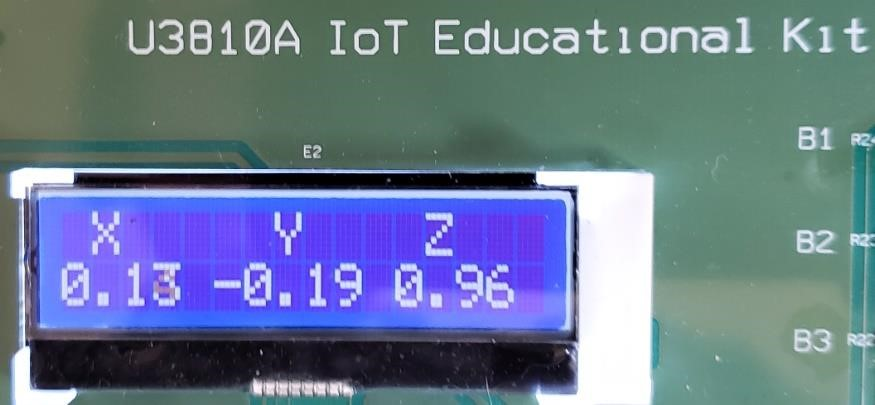 U3810A IoT Educational Kit
E2
B1
B2
B3
X Y Z
0.13 -0.19 0.96